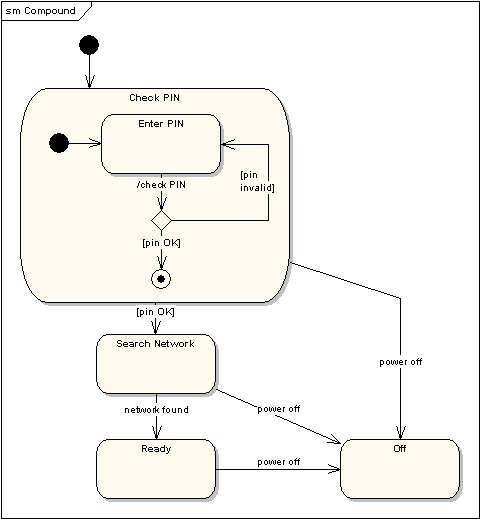 sm Compound
Check PIN
Enter PIN
[pin
invalid]
/check PIN
[pin OK]
[pin OK]
Search Network
power off
network found
power off
Ready
power off
Off